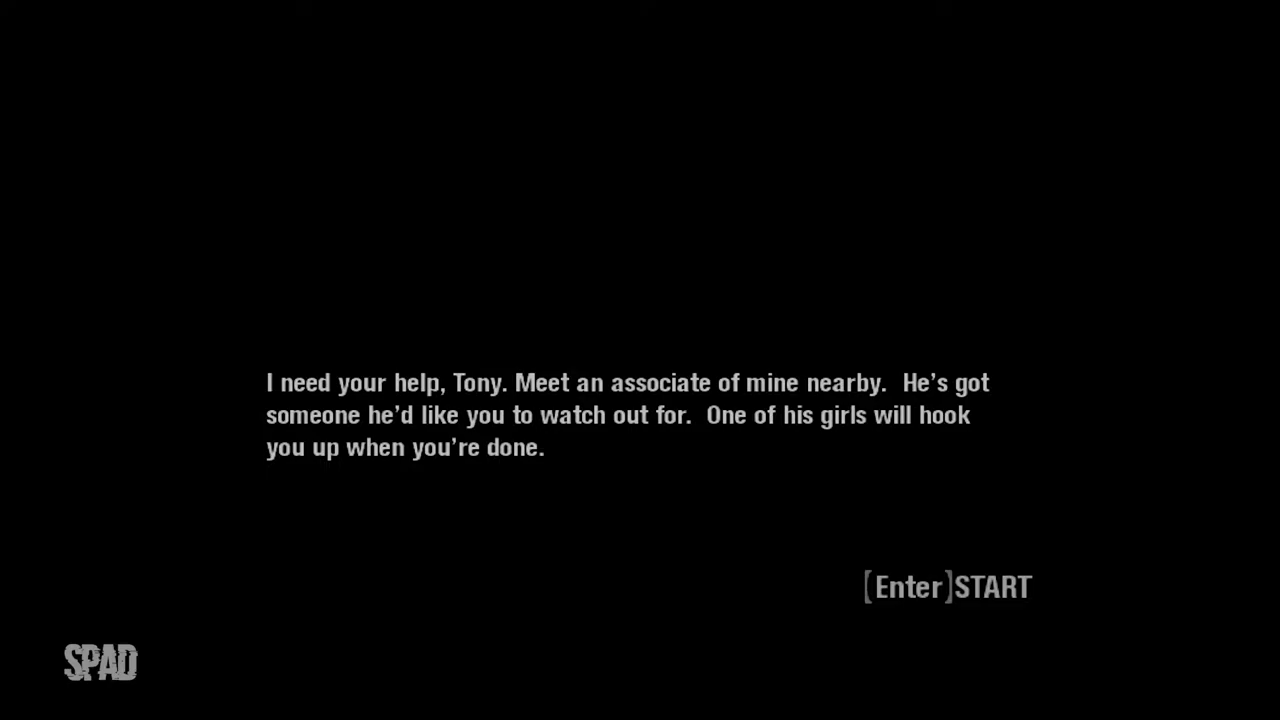 I need your help, Tony. Meet an associate of mine nearby.  He's got
someone he'd like you to watch out for.  One of his girls will hook
you up when you're done.
[Enter]START
SPAD